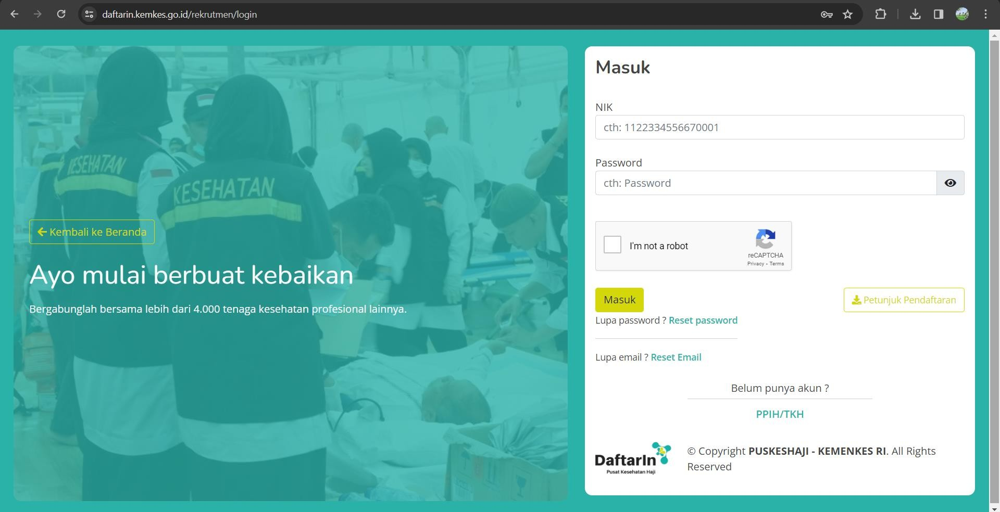 daftarin.kemkes.go.id/rekrutmen/login
KESEHATAN
KESEHATAN
← Kembali ke Beranda
Ayo mulai berbuat kebaikan
Bergabunglah bersama lebih dari 4.000 tenaga kesehatan profesional lainnya.
Masuk
NIK
cth: 1122334556670001
Password
cth: Password
I'm not a robot
reCAPTCHA
Privacy - Terms
Masuk
Petunjuk Pendaftaran
Lupa password ? Reset password
Lupa email ? Reset Email
Belum punya akun ?
PPIH/TKH
DaftarIn
Pusat Kesehatan Haji
© Copyright PUSKESHAJI - KEMENKES RI. All Rights
Reserved